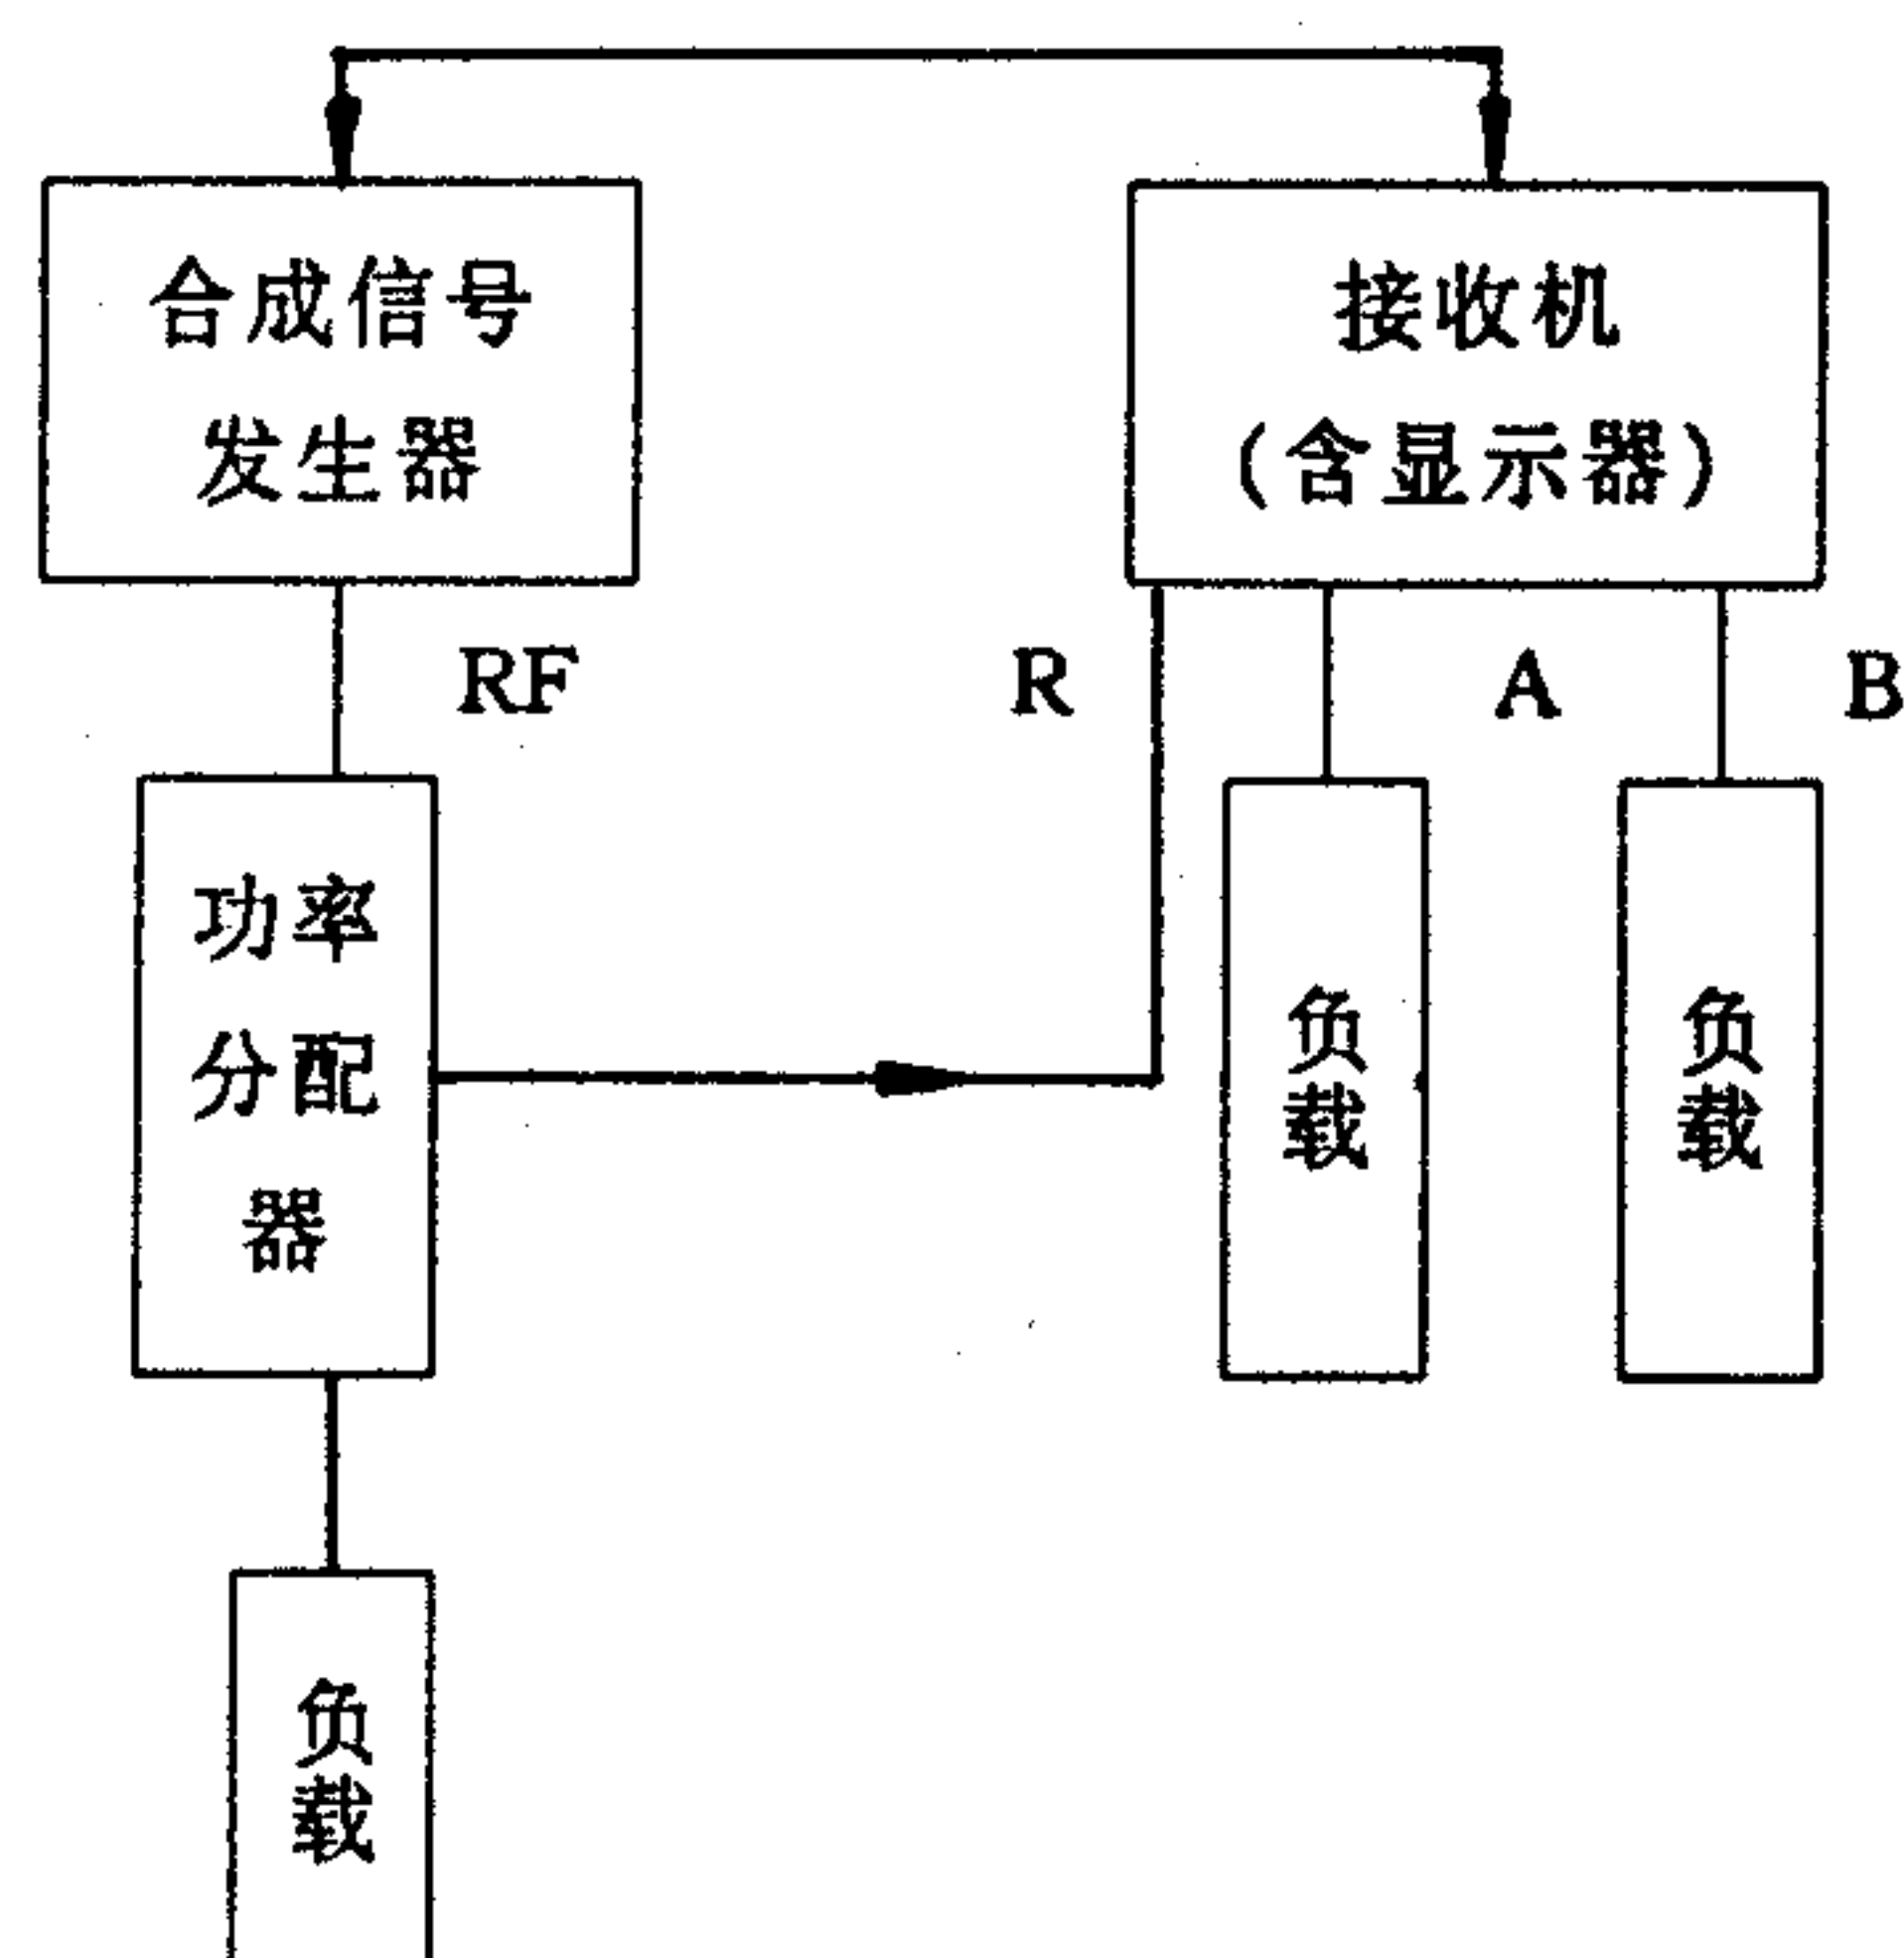 合成信号
发生器
接收机
(含显示器)
RF
R
A
B
功率
分配
器
负
载
负
载
负
载